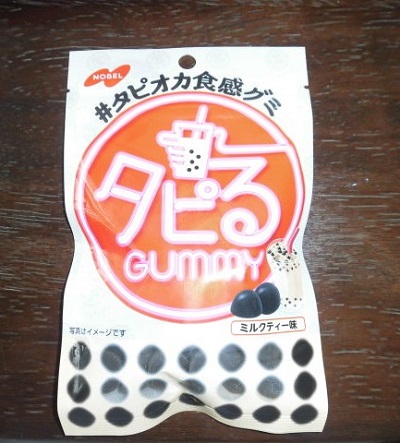 NOBEL
#タピオカ食感グミ
タピる
GUMMY
ミルクティー味
写真はイメージです